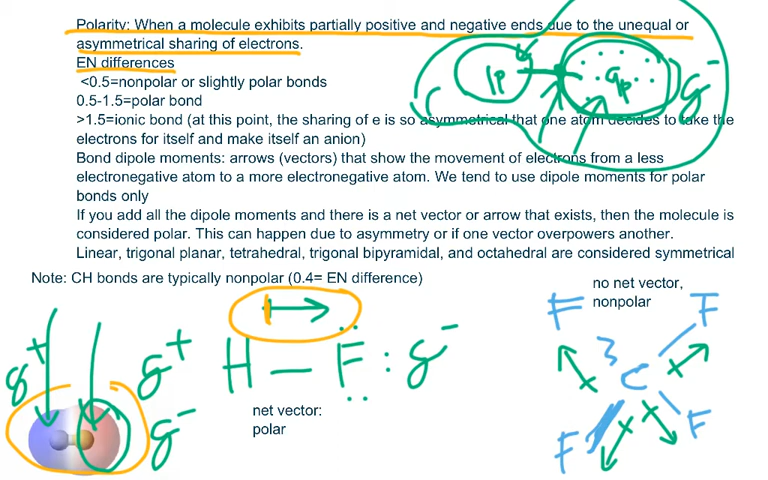 Polarity: When a molecule exhibits partially positive and negative ends due to the unequal or
asymmetrical sharing of electrons.
EN differences
<0.5=nonpolar or slightly polar bonds
0.5-1.5=polar bond
>1.5=ionic bond (at this point, the sharing of e is so asymmetrical that one atom decides to take the
electrons for itself and make itself an anion)
Bond dipole moments: arrows (vectors) that show the movement of electrons from a less
electronegative atom to a more electronegative atom. We tend to use dipole moments for polar
bonds only
If you add all the dipole moments and there is a net vector or arrow that exists, then the molecule is
considered polar. This can happen due to asymmetry or if one vector overpowers another.
Linear, trigonal planar, tetrahedral, trigonal bipyramidal, and octahedral are considered symmetrical
Note: CH bonds are typically nonpolar (0.4= EN difference)
1p
9p
δ-
no net vector,
nonpolar
δ+
δ+
H — F : δ-
δ-
net vector:
polar
F
F
C
F
F